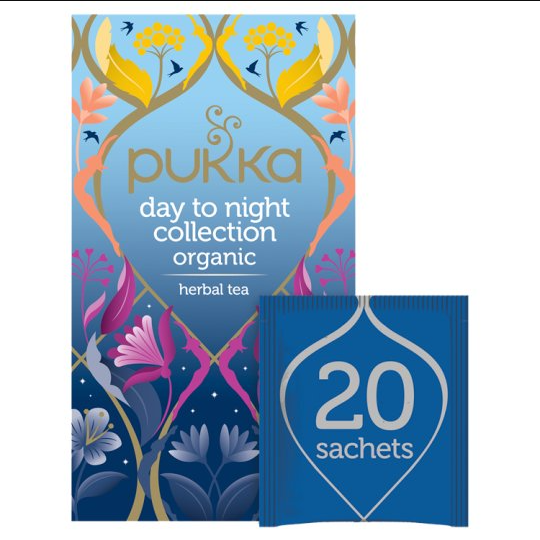 pukka
day to night
collection
organic
herbal tea
20
sachets